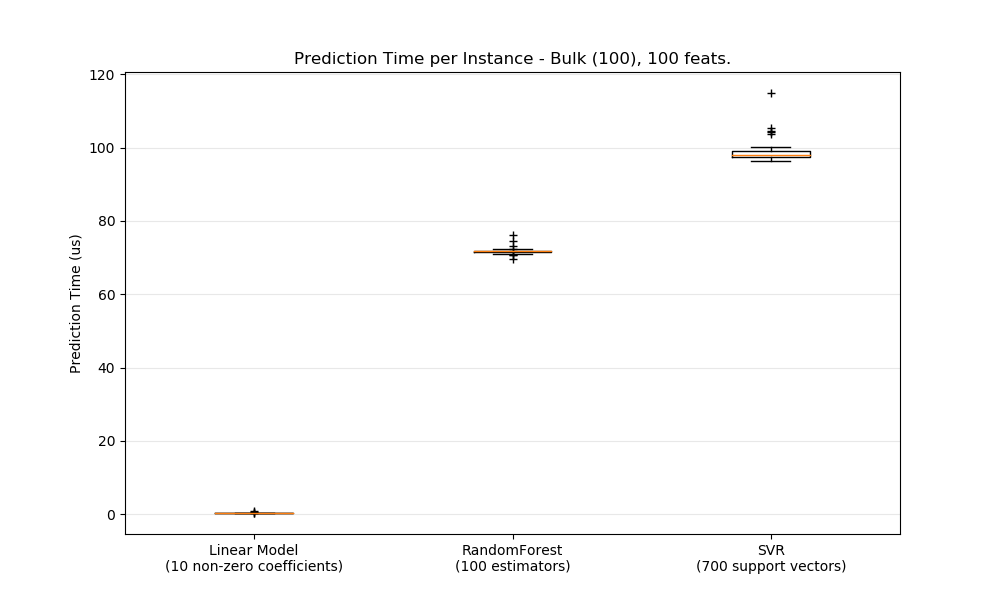 Prediction Time per Instance - Bulk (100), 100 feats.
120
100
80
60
40
20
0
Prediction Time (us)
Linear Model
(10 non-zero coefficients)
RandomForest
(100 estimators)
SVR
(700 support vectors)